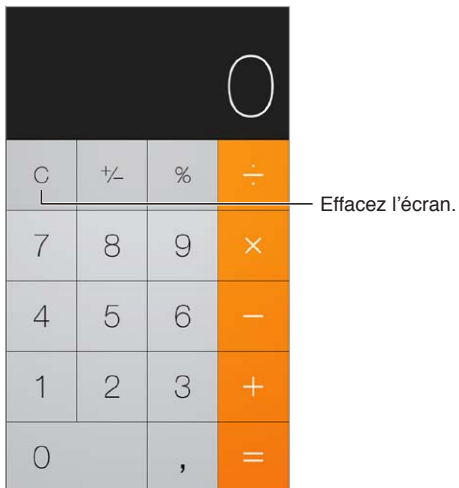 0
C +/- % ÷
Effacez l’écran.
7 8 9 ×
4 5 6 −
1 2 3 +
0 , =